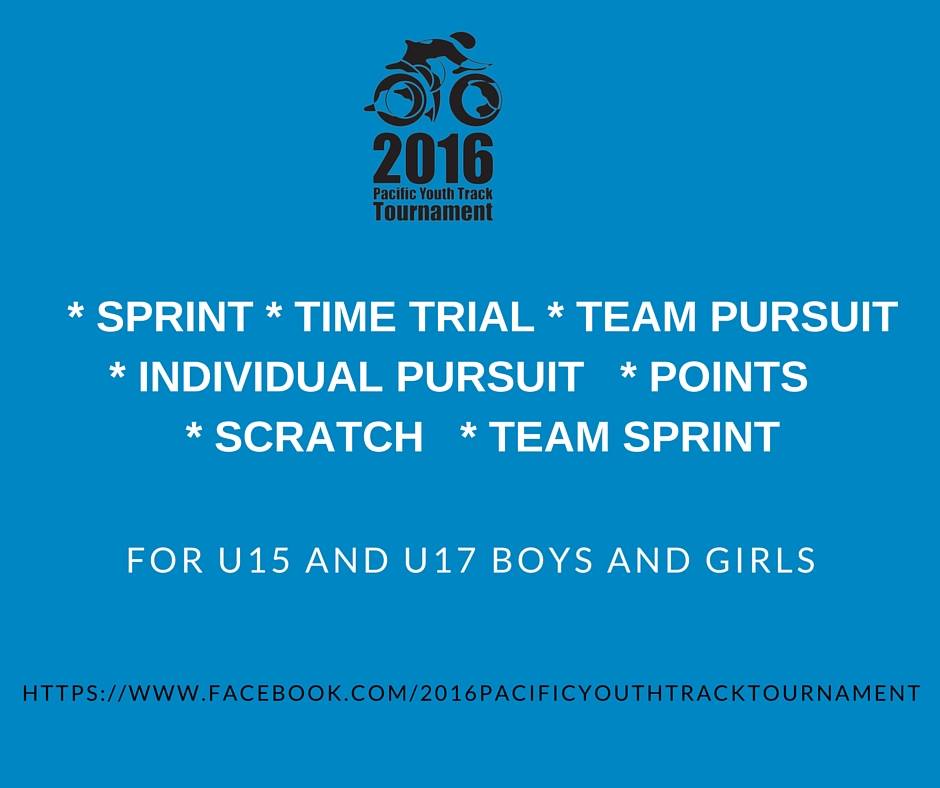 2016
Pacific Youth Track
Tournament
* SPRINT * TIME TRIAL * TEAM PURSUIT
* INDIVIDUAL PURSUIT * POINTS
* SCRATCH * TEAM SPRINT
FOR U15 AND U17 BOYS AND GIRLS
HTTPS://WWW.FACEBOOK.COM/2016PACIFICYOUTHTRACKTOURNAMENT